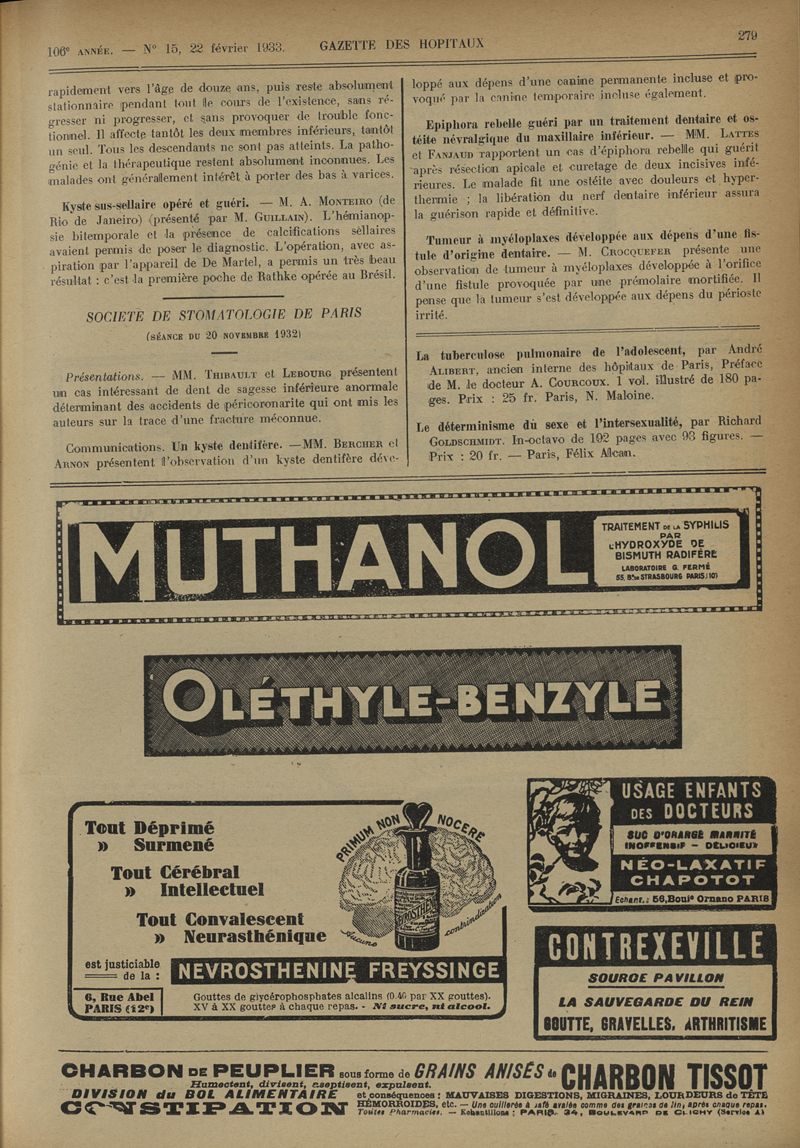 106e ANNÉE. — N° 15, 22 février 1933.
GAZETTE DES HOPITAUX
279
rapidement vers l'âge de douze ans, puis reste absolument
stationnaire pendant tout le cours de l'existence, sans ré-
gresser ni progresser, et sans provoquer de trouble fonc-
tionnel. Il affecte tantôt les deux membres inférieurs, tantôt
un seul. Tous les descendants ne sont pas atteints. La patho-
génie et la thérapeutique restent absolument inconnues. Les
malades ont généralement intérêt à porter des bas à varices.
Kyste sus-sellaire opéré et guéri. — M. A. MONTEIRO (de
Rio de Janeiro) (présenté par M. GUILLAIN). L'hémianop-
sie bitemporale et la présence de calcifications sellaires
avaient permis de poser le diagnostic. L'opération, avec as-
piration par l'appareil de De Martel, a permis un très beau
résultat : c'est la première poche de Rathke opérée au Brésil.
SOCIETÉ DE STOMATOLOGIE DE PARIS
(SÉANCE DU 20 NOVEMBRE 1932)
Présentations. — MM. THIBAULT et LEBOURG présentent
un cas intéressant de dent de sagesse inférieure anormale
déterminant des accidents de péricoronarite qui ont mis les
auteurs sur la trace d'une fracture méconnue.
Communications. Un kyste dentifère. —MM. BERCHER et
ARNON présentent l'observation d'un kyste dentifère déve-
loppé aux dépens d'une canine permanente incluse et pro-
voqué par la canine temporaire incluse également.
Epiphora rebelle guéri par un traitement dentaire et os-
téite névralgique du maxillaire inférieur. — MM. LATTES
et FANJAUD rapportent un cas d'épiphora rebelle qui guérit
après résection apicale et curetage de deux incisives infé-
rieures. Le malade fit une ostéite avec douleurs et hyper-
thermie ; la libération du nerf dentaire inférieur assura
la guérison rapide et définitive.
Tumeur à myéloplaxes développée aux dépens d'une fis-
tule d'origine dentaire. — M. CROCQUEFER présente une
observation de tumeur à myéloplaxes développée à l'orifice
d'une fistule provoquée par une prémolaire mortifiée. Il
pense que la tumeur s'est développée aux dépens du périoste
irrité.
La tuberculose pulmonaire de l'adolescent, par André
ALIBERT, ancien interne des hôpitaux de Paris, Préface
de M. le docteur A. COURCOUX. 1 vol. illustré de 180 pa-
ges. Prix : 25 fr. Paris, N. Maloine.
Le déterminisme du sexe et l'intersexualité, par Richard
GOLDSCHMIDT. In-octavo de 192 pages avec 93 figures. —
Prix : 20 fr. — Paris, Félix Alcan.
MUTHANOL
TRAITEMENT DE LA SYPHILIS
PAR
L'HYDROXYDE DE
BISMUTH RADIFÈRE
LABORATOIRE G. FERMÉ
55, Bd DE STRASBOURG PARIS (10)
OLÉTHYLE-BENZYLE
Tout Déprimé
» Surmené
Tout Cérébral
» Intellectuel
Tout Convalescent
» Neurasthénique
est justiciable
de la :
NEVROSTHENINE FREYSSINGE
6, Rue Abel
PARIS (12e)
Gouttes de glycérophosphates alcalins (0.40 par XX gouttes).
XV à XX gouttes à chaque repas. - Ni sucre, ni alcool.
PRIMUM NON NOCERE
Aucune contrindication
USAGE ENFANTS
DES DOCTEURS
SUC D'ORANGE MANNITÉ
INOFFENSIF - DÉLICIEUX
NÉO-LAXATIF
CHAPOTOT
Echant. : 56, Boule Ornano PARIS
CONTREXEVILLE
SOURCE PAVILLON
LA SAUVEGARDE DU REIN
GOUTTE, GRAVELLES, ARTHRITISME
CHARBON DE PEUPLIER sous forme de GRAINS ANISÉS de CHARBON TISSOT
Humectent, divisent, aseptisent, expulsent.
DIVISION du BOL ALIMENTAIRE et conséquences : MAUVAISES DIGESTIONS, MIGRAINES, LOURDEURS de TÊTE
CONSTIPATION HÉMORROIDES, etc. — Une cuillerée à café avalée comme des graines de lin, après chaque repas.
Toutes Pharmacies. — Echantillons : PARIS, 34, BOULEVARD DE CLICHY (Service A)